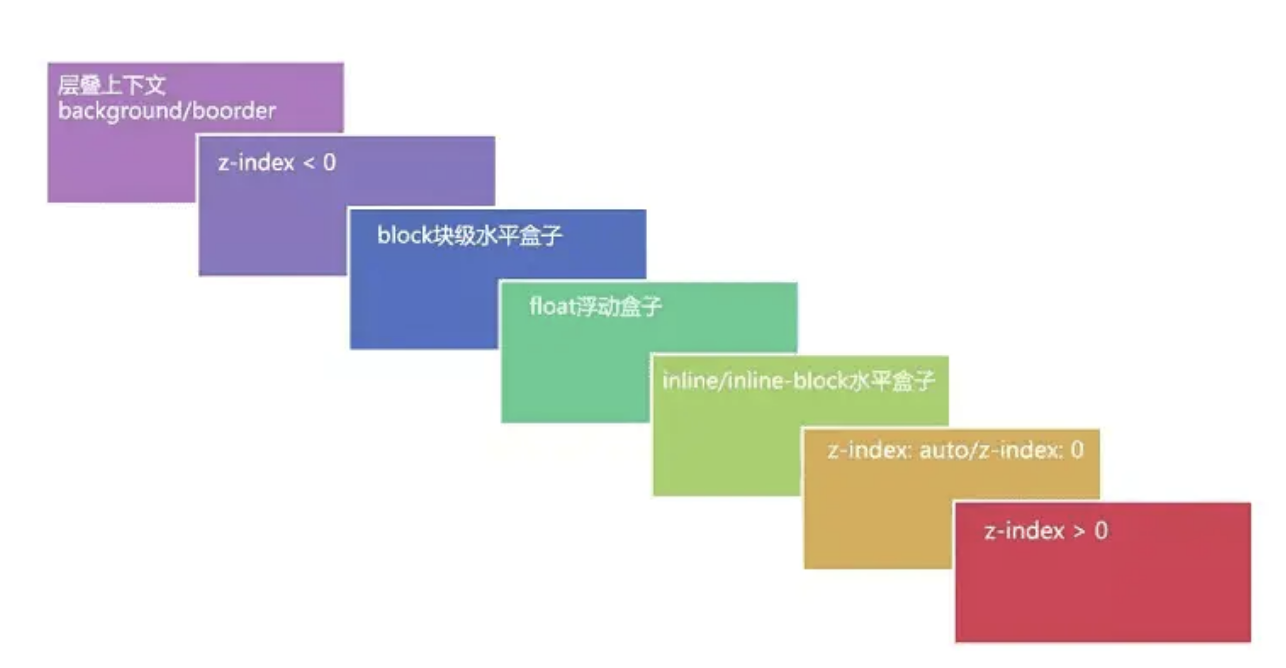 层叠上下文
background/boorder
z-index < 0
block块级水平盒子
float浮动盒子
inline/inline-block水平盒子
z-index: auto/z-index: 0
z-index > 0